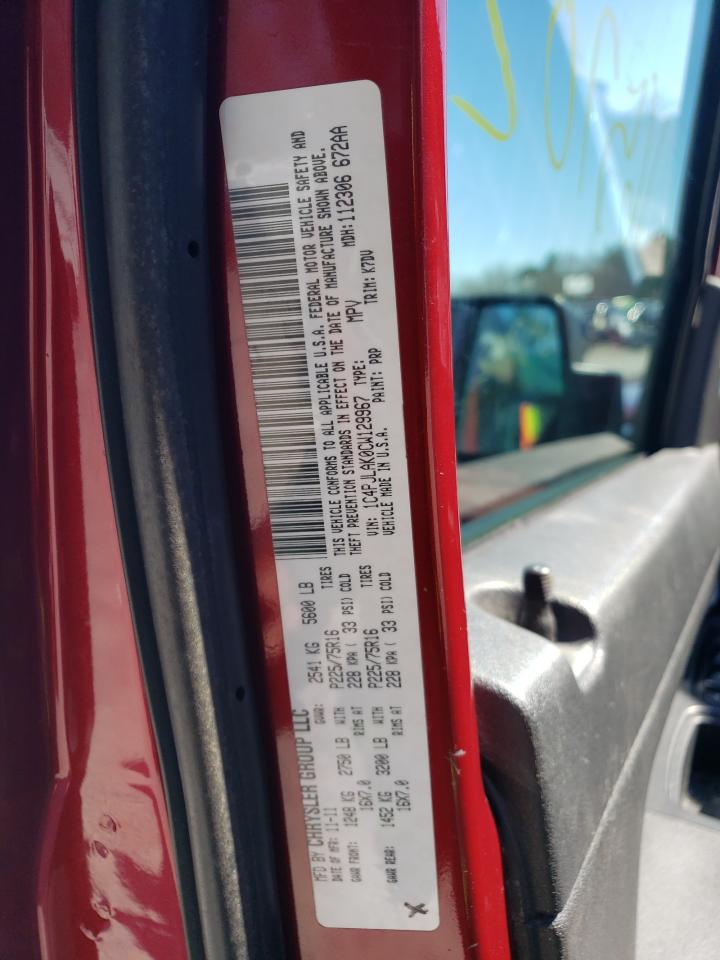 MFD BY CHRYSLER GROUP LLC
DATE OF MFR: 11-11 GVWR: 2541 KG 5600 LB
GAWR FRONT: 1248 KG 2750 LB WITH P225/75R16 TIRES
16X7.0 RIMS AT 228 KPA ( 33 PSI) COLD
GAWR REAR: 1452 KG 3200 LB WITH P225/75R16 TIRES
16X7.0 RIMS AT 228 KPA ( 33 PSI) COLD
THIS VEHICLE CONFORMS TO ALL APPLICABLE U.S.A. FEDERAL MOTOR VEHICLE SAFETY AND
THEFT PREVENTION STANDARDS IN EFFECT ON THE DATE OF MANUFACTURE SHOWN ABOVE.
VIN: 1C4PJLAK0CW129967 TYPE: MPV MDH: 112306 672AA
VEHICLE MADE IN U.S.A. PAINT: PRP TRIM: K7DV
X